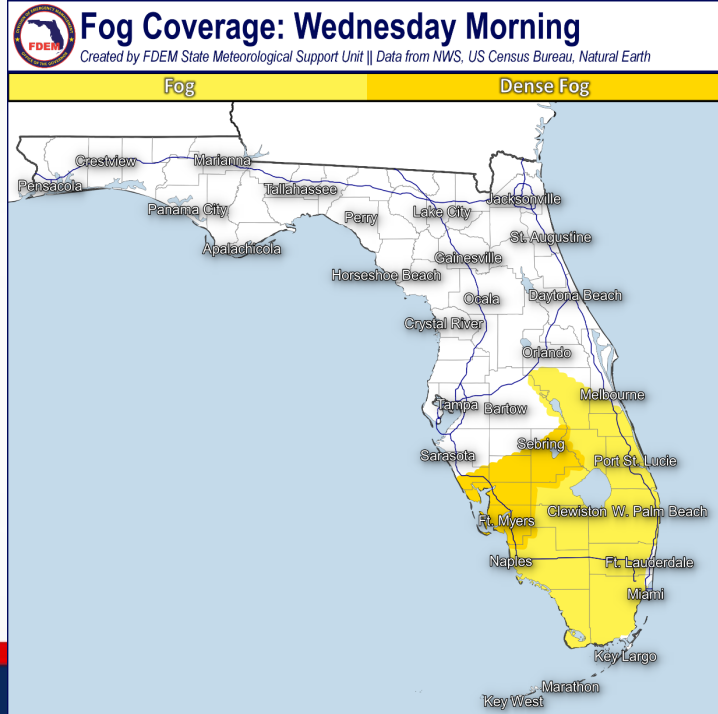 Fog Coverage: Wednesday Morning
Created by FDEM State Meteorological Support Unit || Data from NWS, US Census Bureau, Natural Earth
FDEM
Fog
Dense Fog
Crestview
Marianna
Pensacola
Tallahassee
Jacksonville
Panama City
Perry
Lake City
Apalachicola
St. Augustine
Gainesville
Horseshoe Beach
Ocala
Daytona Beach
Crystal River
Orlando
Melbourne
Tampa
Bartow
Sebring
Sarasota
Port St. Lucie
Clewiston
W. Palm Beach
Ft. Myers
Naples
Ft. Lauderdale
Miami
Key Largo
Marathon
Key West